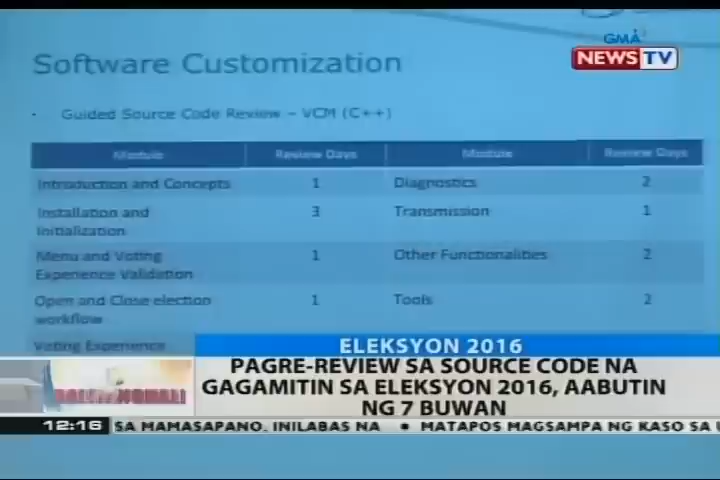 GMA
NEWS TV
Software Customization
Guided Source Code Review – VCM (C++)
Module Review Days Module Review Days
Introduction and Concepts 1 Diagnostics 2
Installation and Initialization 3 Transmission 1
Menu and Voting Experience Validation 1 Other Functionalities 2
Open and Close election workflow 1 Tools 2
Voting Experience
ELEKSYON 2016
PAGRE-REVIEW SA SOURCE CODE NA
GAGAMITIN SA ELEKSYON 2016, AABUTIN
NG 7 BUWAN
12:16 SA MAMASAPANO, INILABAS NA • MATAPOS MAGSAMPA NG KASO SA